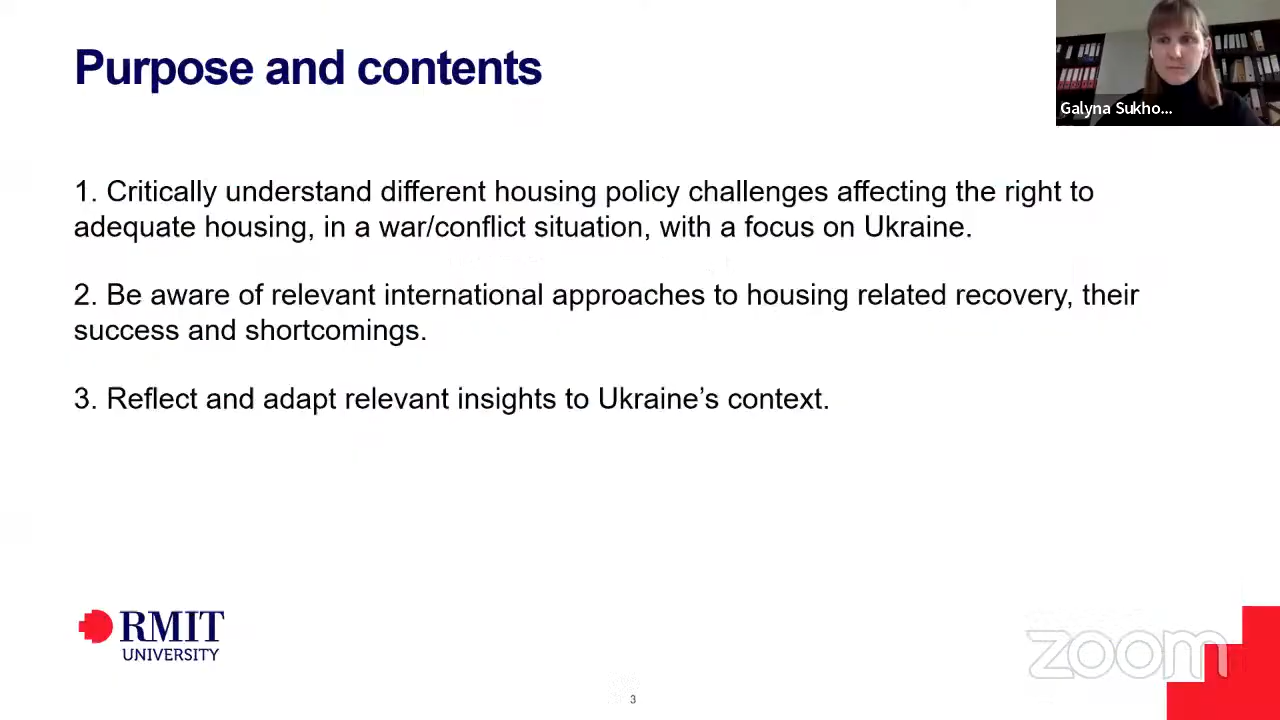 Purpose and contents
Galyna Sukho...
1. Critically understand different housing policy challenges affecting the right to
adequate housing, in a war/conflict situation, with a focus on Ukraine.
2. Be aware of relevant international approaches to housing related recovery, their
success and shortcomings.
3. Reflect and adapt relevant insights to Ukraine’s context.
RMIT
UNIVERSITY
zoom
3